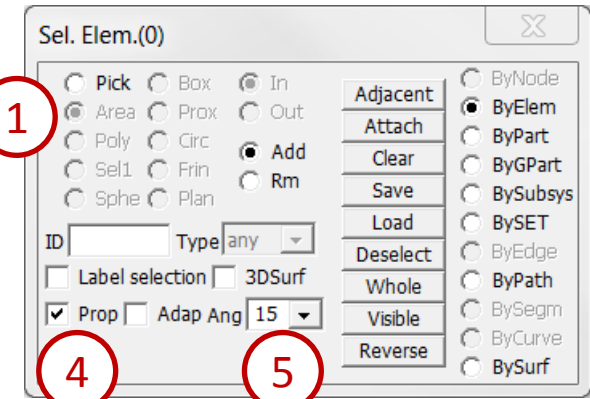 Sel. Elem.(0)
Pick Box In Adjacent ByNode
1 Area Prox Out Attach ByElem
Poly Circ Add Clear ByPart
Sel1 Frin Rm Save ByGPart
Sphe Plan Load BySubsys
ID Type any Deselect BySET
Label selection 3DSurf Whole ByEdge
Prop Adap Ang 15 Visible ByPath
Reverse BySegm
ByCurve
4 5 BySurf